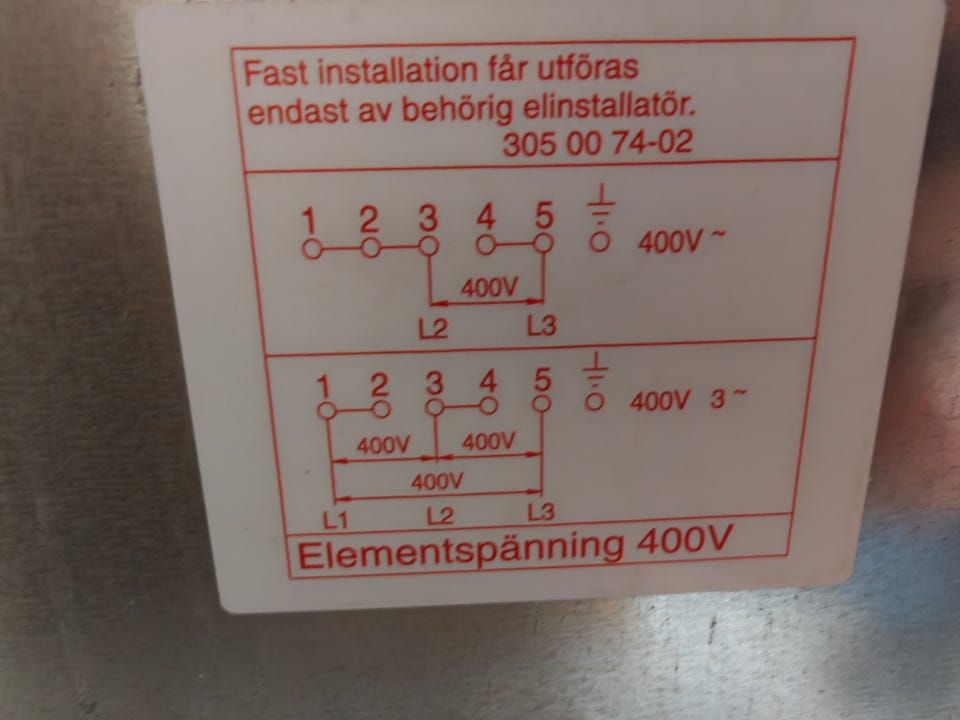 Fast installation får utföras
endast av behörig elinstallatör.
305 00 74-02
1 2 3 4 5
400V ~
400V
L2 L3
1 2 3 4 5
400V 3 ~
400V 400V
400V
L1 L2 L3
Elementspänning 400V